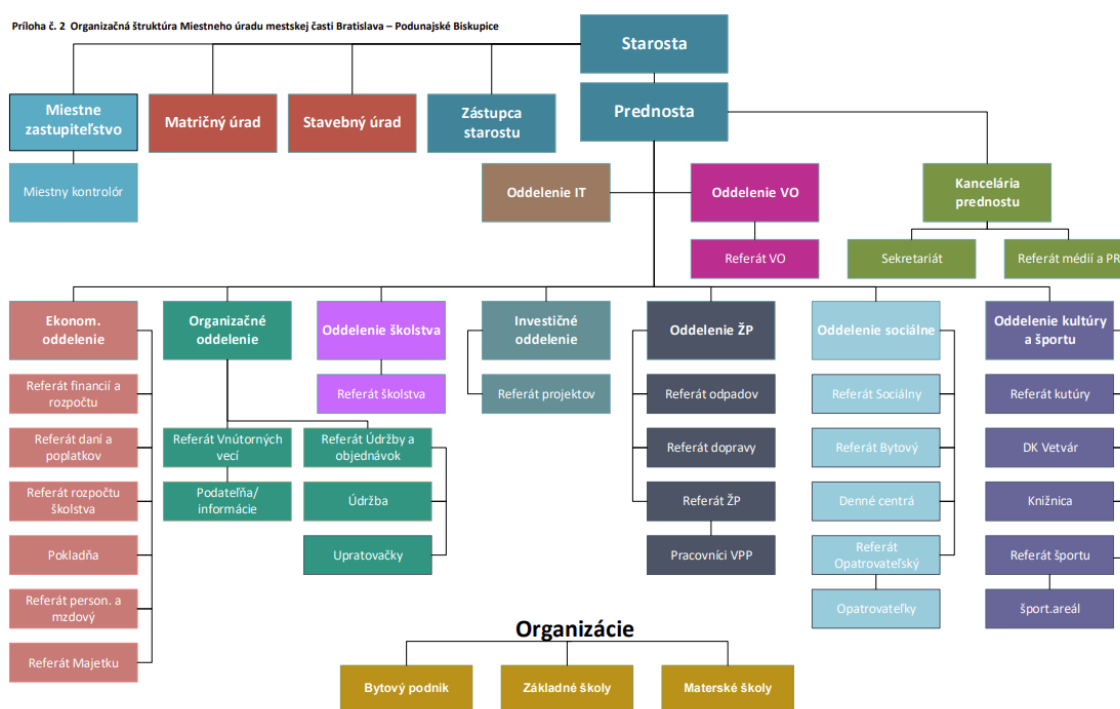 Príloha č. 2 Organizačná štruktúra Miestneho úradu mestskej časti Bratislava – Podunajské Biskupice
Starosta
Miestne
zastupiteľstvo
Matričný úrad
Stavebný úrad
Zástupca
starostu
Prednosta
Miestny kontrolór
Oddelenie IT
Oddelenie VO
Kancelária
prednostu
Referát VO
Sekretariát
Referát médií a PR
Ekonom.
oddelenie
Organizačné
oddelenie
Oddelenie školstva
Investičné
oddelenie
Oddelenie ŽP
Oddelenie sociálne
Oddelenie kultúry
a športu
Referát financií a
rozpočtu
Referát školstva
Referát projektov
Referát odpadov
Referát Sociálny
Referát kutúry
Referát daní a
poplatkov
Referát Vnútorných
vecí
Referát Údržby a
objednávok
Referát dopravy
Referát Bytový
DK Vetvár
Referát rozpočtu
školstva
Podateľňa/
informácie
Údržba
Referát ŽP
Denné centrá
Knižnica
Pokladňa
Upratovačky
Pracovníci VPP
Referát
Opatrovateľský
Referát športu
Referát person. a
mzdový
Opatrovateľky
šport.areál
Referát Majetku
Organizácie
Bytový podnik
Základné školy
Materské školy